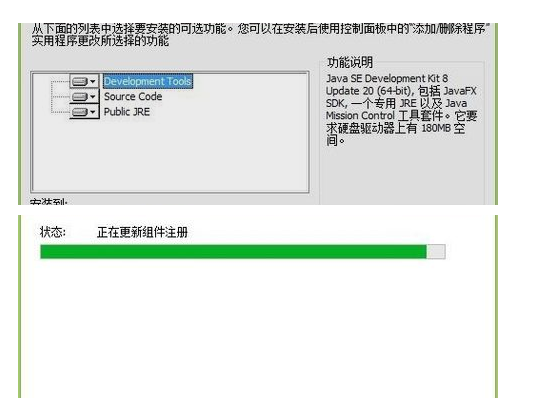 从下面的列表中选择要安装的可选功能。您可以在安装后使用控制面板中的“添加/删除程序”
实用程序更改所选择的功能
Development Tools
Source Code
Public JRE
功能说明
Java SE Development Kit 8
Update 20 (64-bit), 包括 JavaFX
SDK, 一个专用 JRE 以及 Java
Mission Control 工具套件。它要
求硬盘驱动器上有 180MB 空
间。
安装到:
状态: 正在更新组件注册